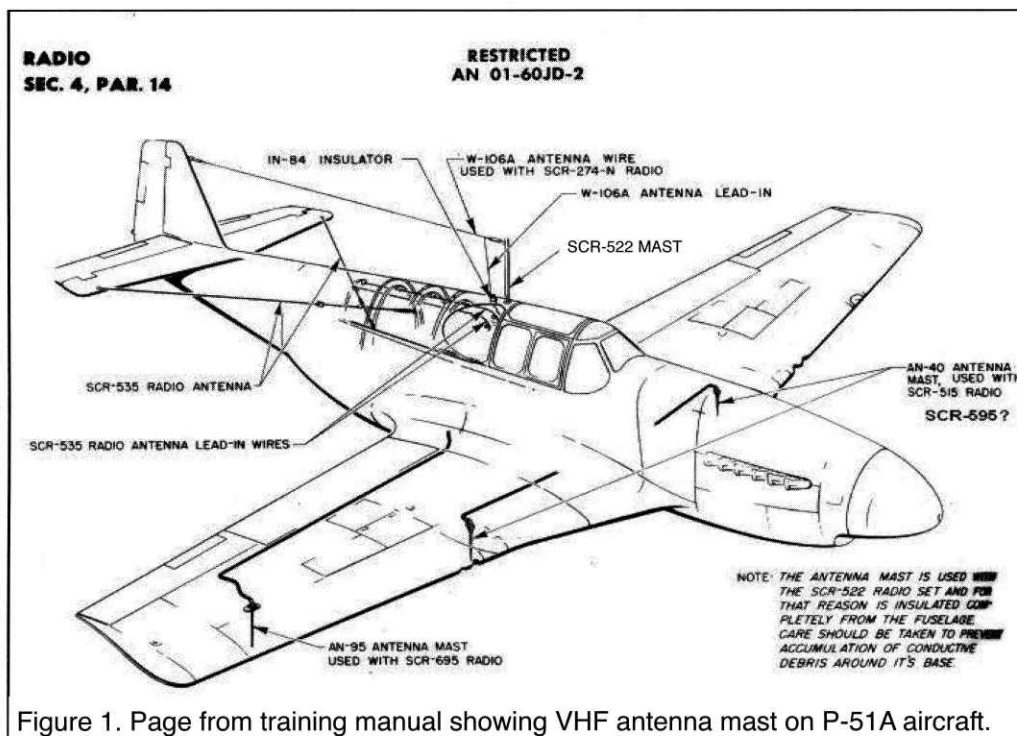 RADIO
SEC. 4, PAR. 14
RESTRICTED
AN 01-60JD-2
IN-84 INSULATOR
W-106A ANTENNA WIRE
USED WITH SCR-274-N RADIO
W-106A ANTENNA LEAD-IN
SCR-522 MAST
SCR-535 RADIO ANTENNA
SCR-535 RADIO ANTENNA LEAD-IN WIRES
AN-40 ANTENNA
MAST, USED WITH
SCR-515 RADIO
SCR-595?
AN-95 ANTENNA MAST
USED WITH SCR-695 RADIO
NOTE: THE ANTENNA MAST IS USED WITH
THE SCR-522 RADIO SET AND FOR
THAT REASON IS INSULATED COM-
PLETELY FROM THE FUSELAGE.
CARE SHOULD BE TAKEN TO PREVENT
ACCUMULATION OF CONDUCTIVE
DEBRIS AROUND IT'S BASE.
Figure 1. Page from training manual showing VHF antenna mast on P-51A aircraft.